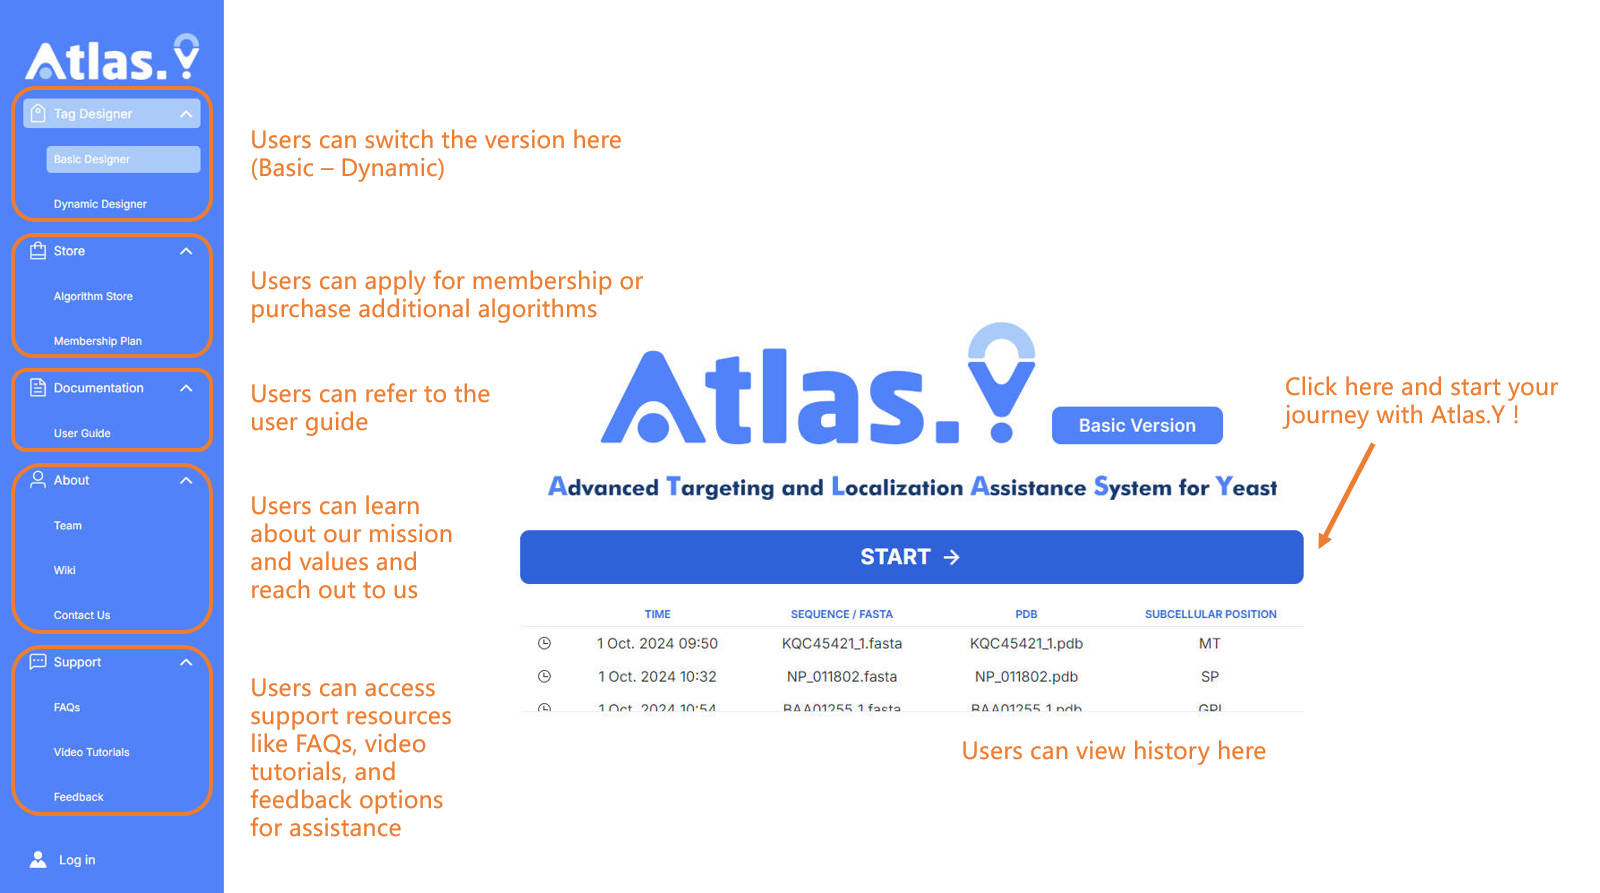 Atlas.Y
Tag Designer
Basic Designer
Dynamic Designer
Store
Algorithm Store
Membership Plan
Documentation
User Guide
About
Team
Wiki
Contact Us
Support
FAQs
Video Tutorials
Feedback
Log in
Users can switch the version here
(Basic – Dynamic)
Users can apply for membership or
purchase additional algorithms
Users can refer to the
user guide
Users can learn
about our mission
and values and
reach out to us
Users can access
support resources
like FAQs, video
tutorials, and
feedback options
for assistance
Atlas.Y
Basic Version
Advanced Targeting and Localization Assistance System for Yeast
Click here and start your
journey with Atlas.Y !
START →
TIME SEQUENCE / FASTA PDB SUBCELLULAR POSITION
1 Oct. 2024 09:50 KQC45421_1.fasta KQC45421_1.pdb MT
1 Oct. 2024 10:32 NP_011802.fasta NP_011802.pdb SP
1 Oct. 2024 10:54 BAA01255.1.fasta BAA01255.1.pdb GPI
Users can view history here